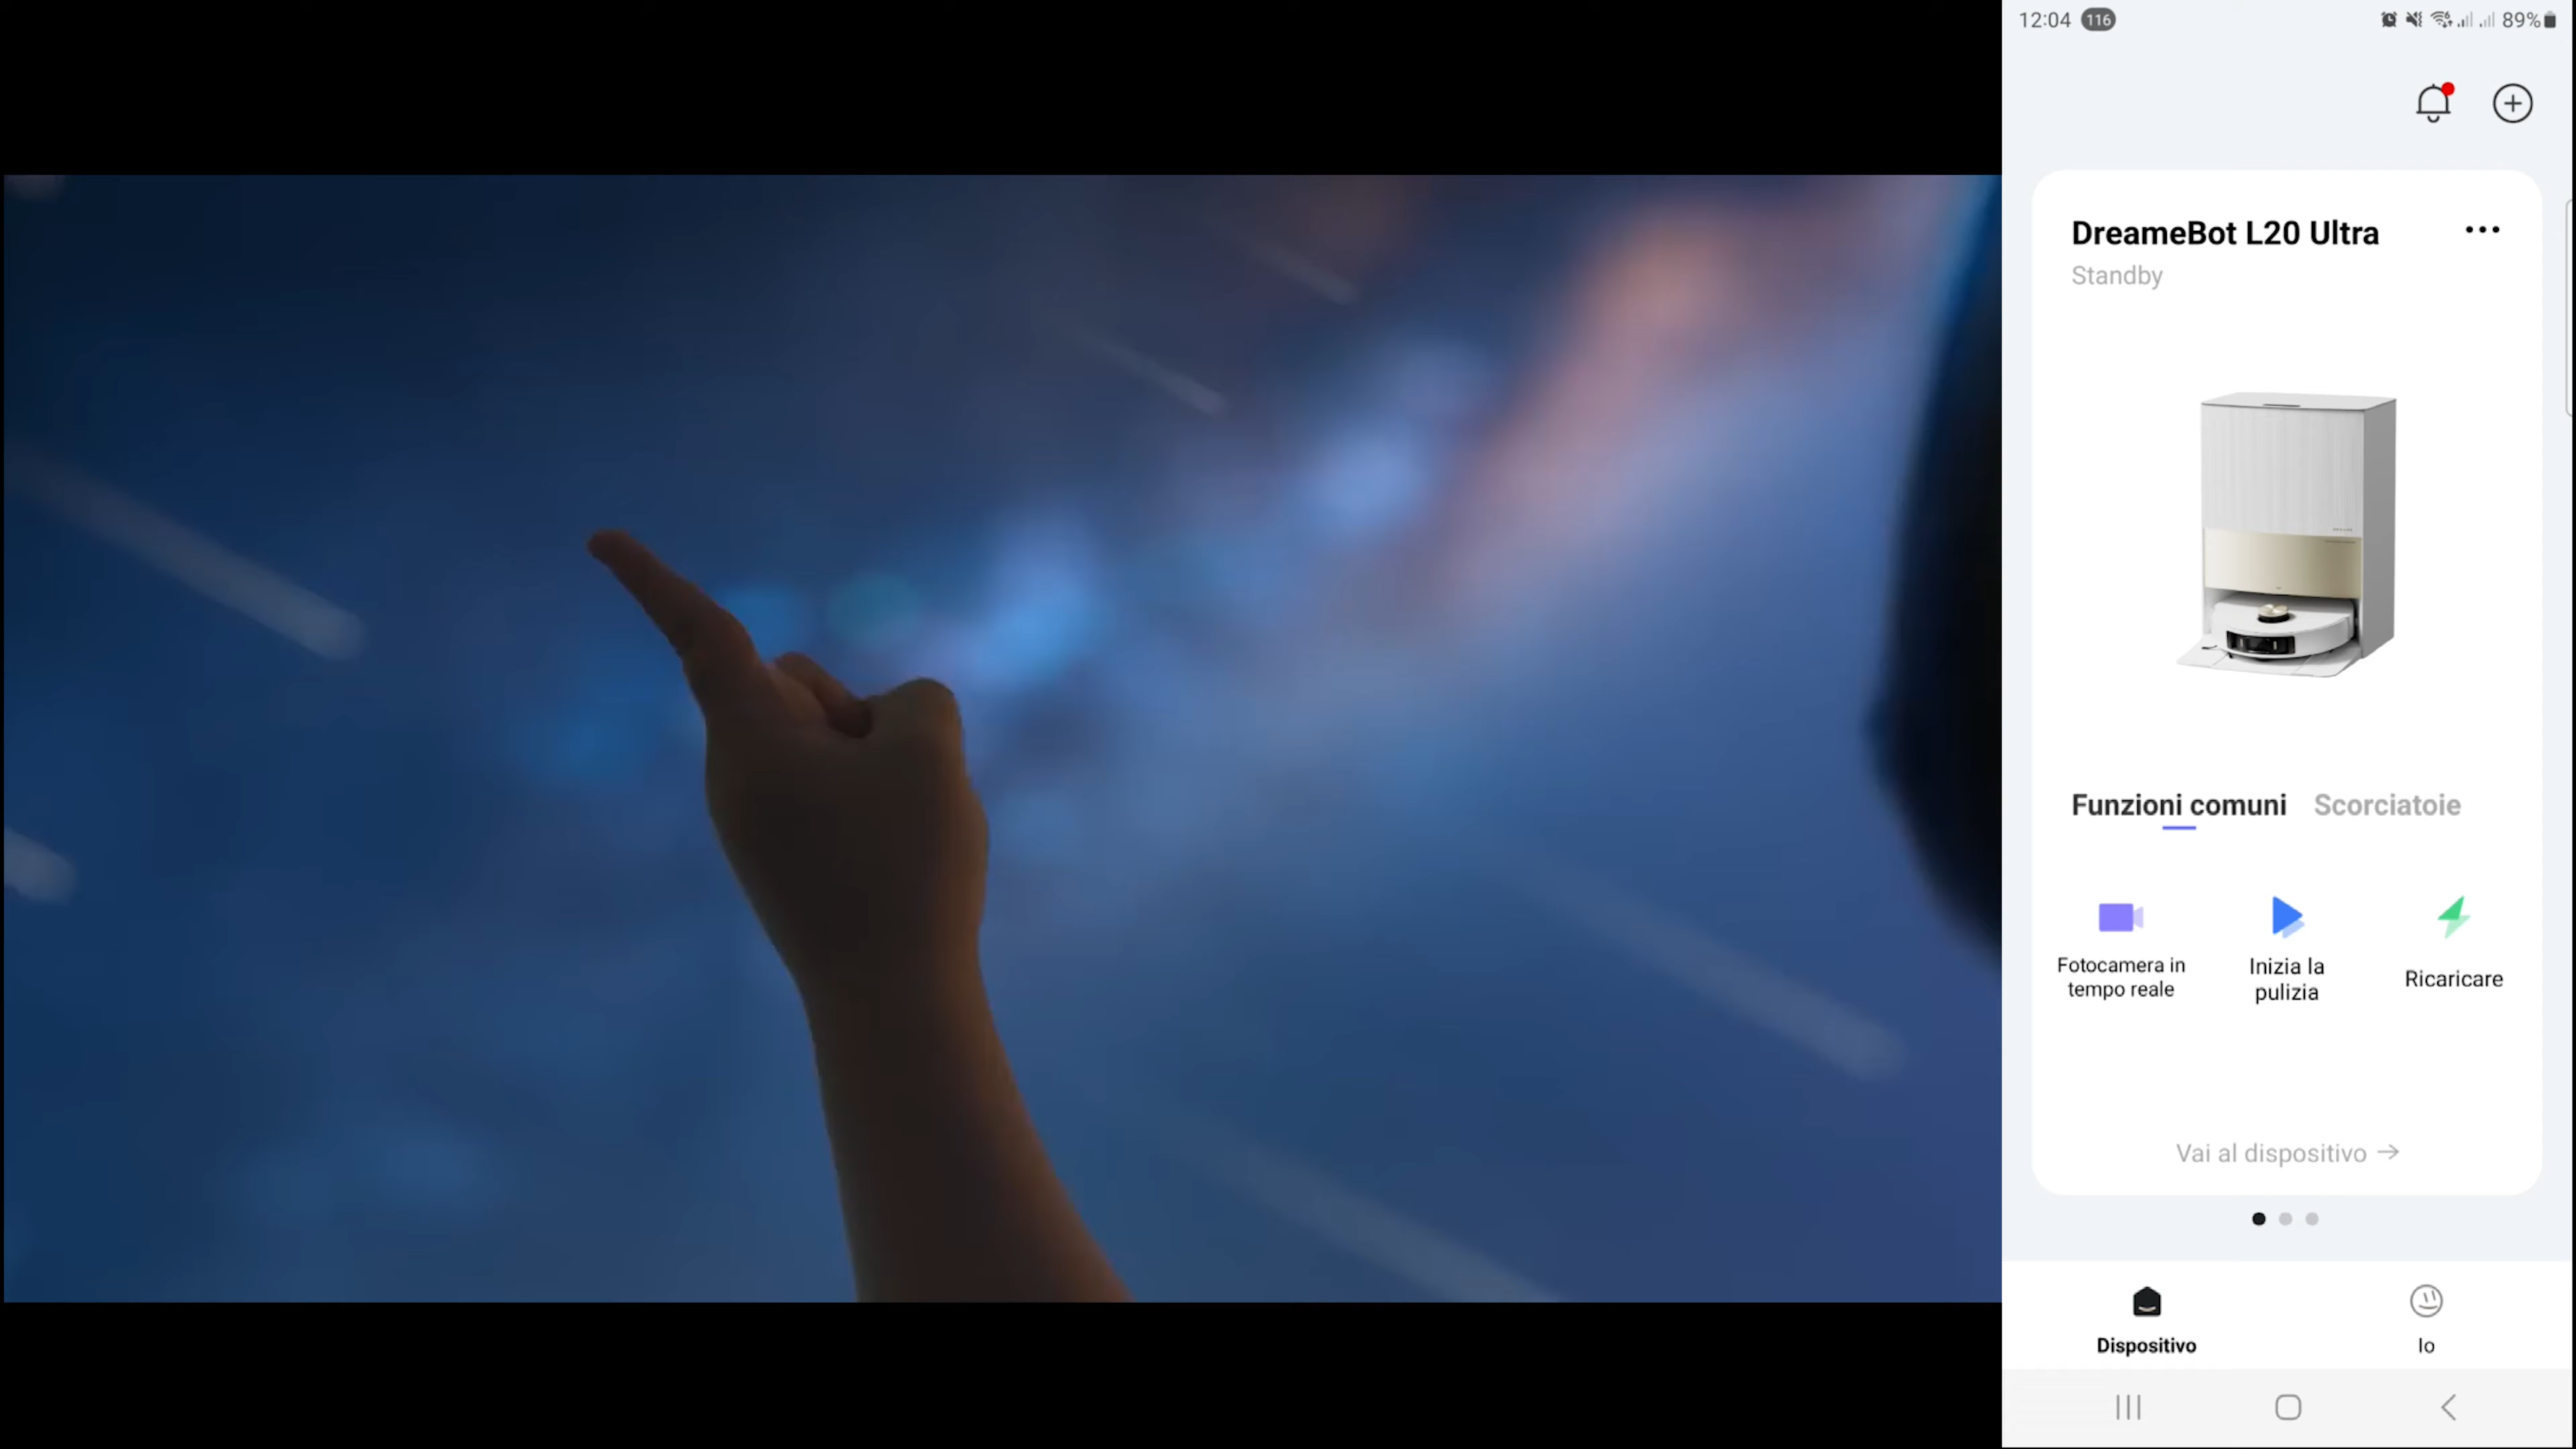 12:04 116 89%
DreameBot L20 Ultra
Standby
Funzioni comuni Scorciatoie
Fotocamera in
tempo reale
Inizia la
pulizia
Ricaricare
Vai al dispositivo →
Dispositivo
Io